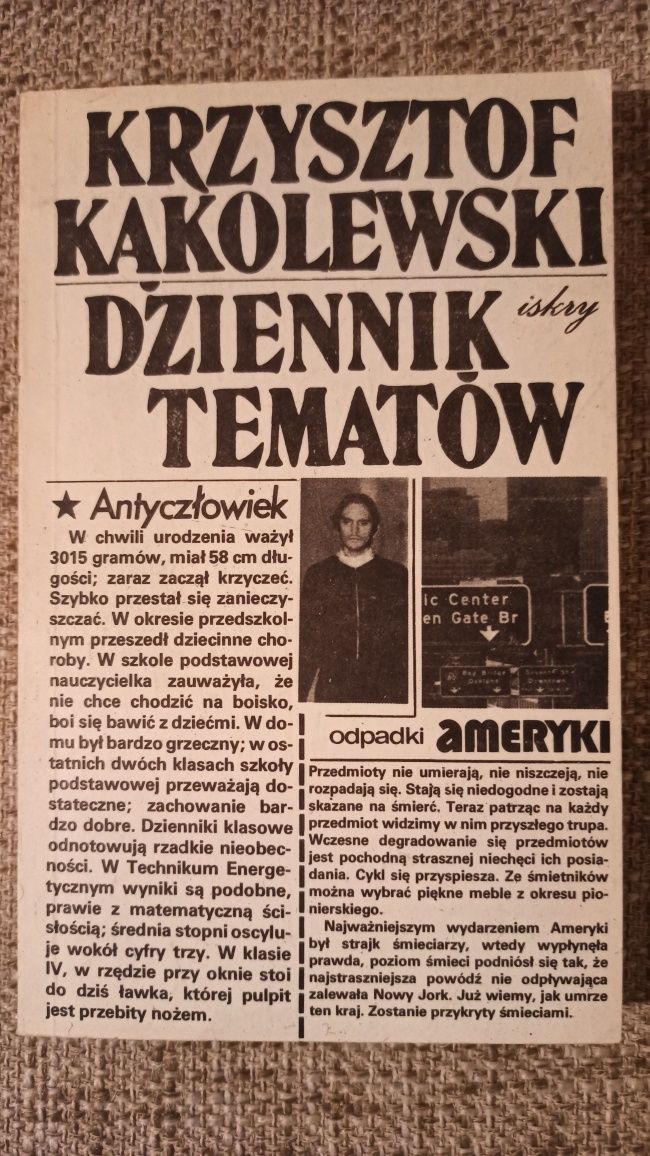 KRZYSZTOF
KĄKOLEWSKI
DZIENNIK
iskry
TEMATÓW
★ Antyczłowiek
W chwili urodzenia ważył
3015 gramów, miał 58 cm dłu-
gości; zaraz zaczął krzyczeć.
Szybko przestał się zanieczy-
szczać. W okresie przedszkol-
nym przeszedł dziecinne cho-
roby. W szkole podstawowej
nauczycielka zauważyła, że
nie chce chodzić na boisko,
boi się bawić z dziećmi. W do-
mu był bardzo grzeczny; w os-
tatnich dwóch klasach szkoły
podstawowej przeważają do-
stateczne; zachowanie bar-
dzo dobre. Dzienniki klasowe
odnotowują rzadkie nieobec-
ności. W Technikum Energe-
tycznym wyniki są podobne,
prawie z matematyczną ści-
słością; średnia stopni oscylu-
je wokół cyfry trzy. W klasie
IV, w rzędzie przy oknie stoi
do dziś ławka, której pulpit
jest przebity nożem.
ic Center
en Gate Br
Bay Bridge
Oakland
Downtown
odpadki AMERYKI
Przedmioty nie umierają, nie niszczeją, nie
rozpadają się. Stają się niedogodne i zostają
skazane na śmierć. Teraz patrząc na każdy
przedmiot widzimy w nim przyszłego trupa.
Wczesne degradowanie się przedmiotów
jest pochodną strasznej niechęci ich posia-
dania. Cykl się przyspiesza. Ze śmietników
można wybrać piękne meble z okresu pio-
nierskiego.
Najważniejszym wydarzeniem Ameryki
był strajk śmieciarzy, wtedy wypłynęła
prawda, poziom śmieci podniósł się tak, że
najstraszniejsza powódź nie odpływająca
zalewała Nowy Jork. Już wiemy, jak umrze
ten kraj. Zostanie przykryty śmieciami.